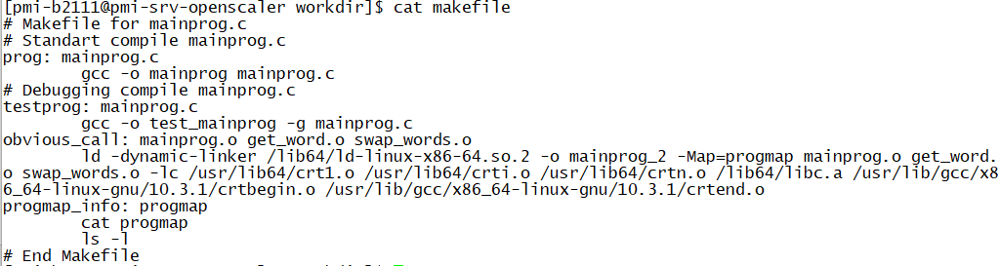 [pmi-b2111@pmi-srv-openscaler workdir]$ cat makefile
# Makefile for mainprog.c
# Standart compile mainprog.c
prog: mainprog.c
        gcc -o mainprog mainprog.c
# Debugging compile mainprog.c
testprog: mainprog.c
        gcc -o test_mainprog -g mainprog.c
obvious_call: mainprog.o get_word.o swap_words.o
        ld -dynamic-linker /lib64/ld-linux-x86-64.so.2 -o mainprog_2 -Map=progmap mainprog.o get_word.
o swap_words.o -lc /usr/lib/crt1.o /usr/lib/crti.o /usr/lib/crtn.o /lib64/libc.a /usr/lib/gcc/x8
6_64-linux-gnu/10.3.1/crtbegin.o /usr/lib/gcc/x86_64-linux-gnu/10.3.1/crtend.o
progmap_info: progmap
        cat progmap
        ls -l
# End Makefile